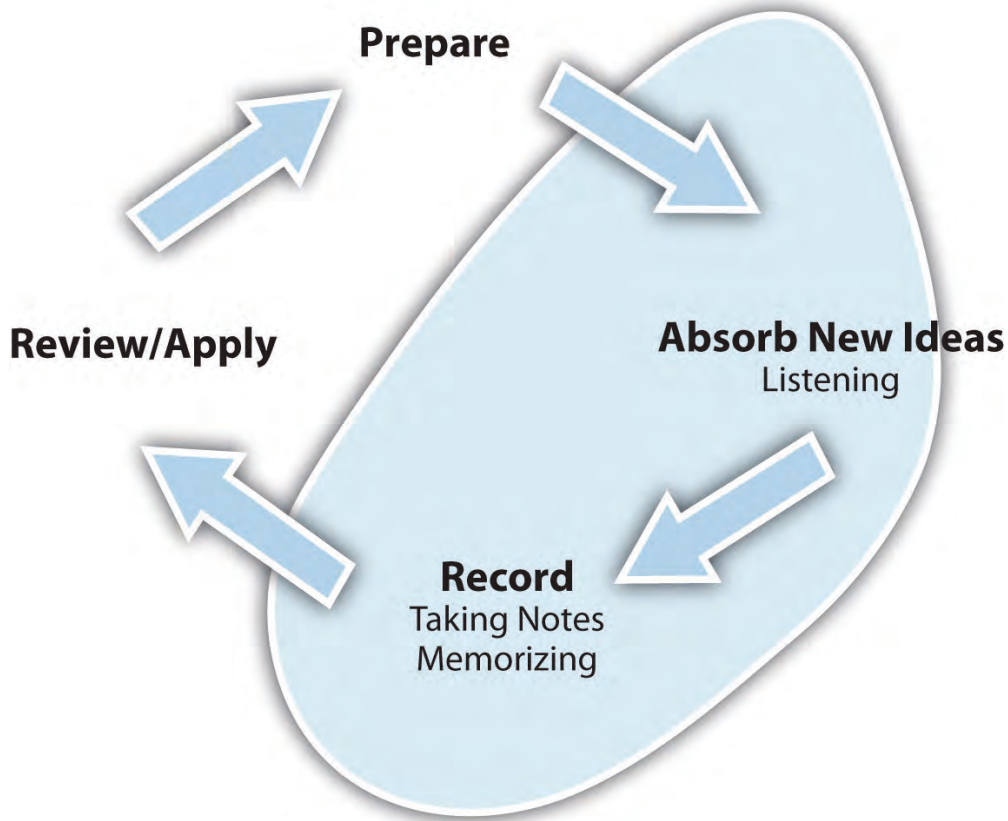 Prepare
Review/Apply
Absorb New Ideas
Listening
Record
Taking Notes
Memorizing